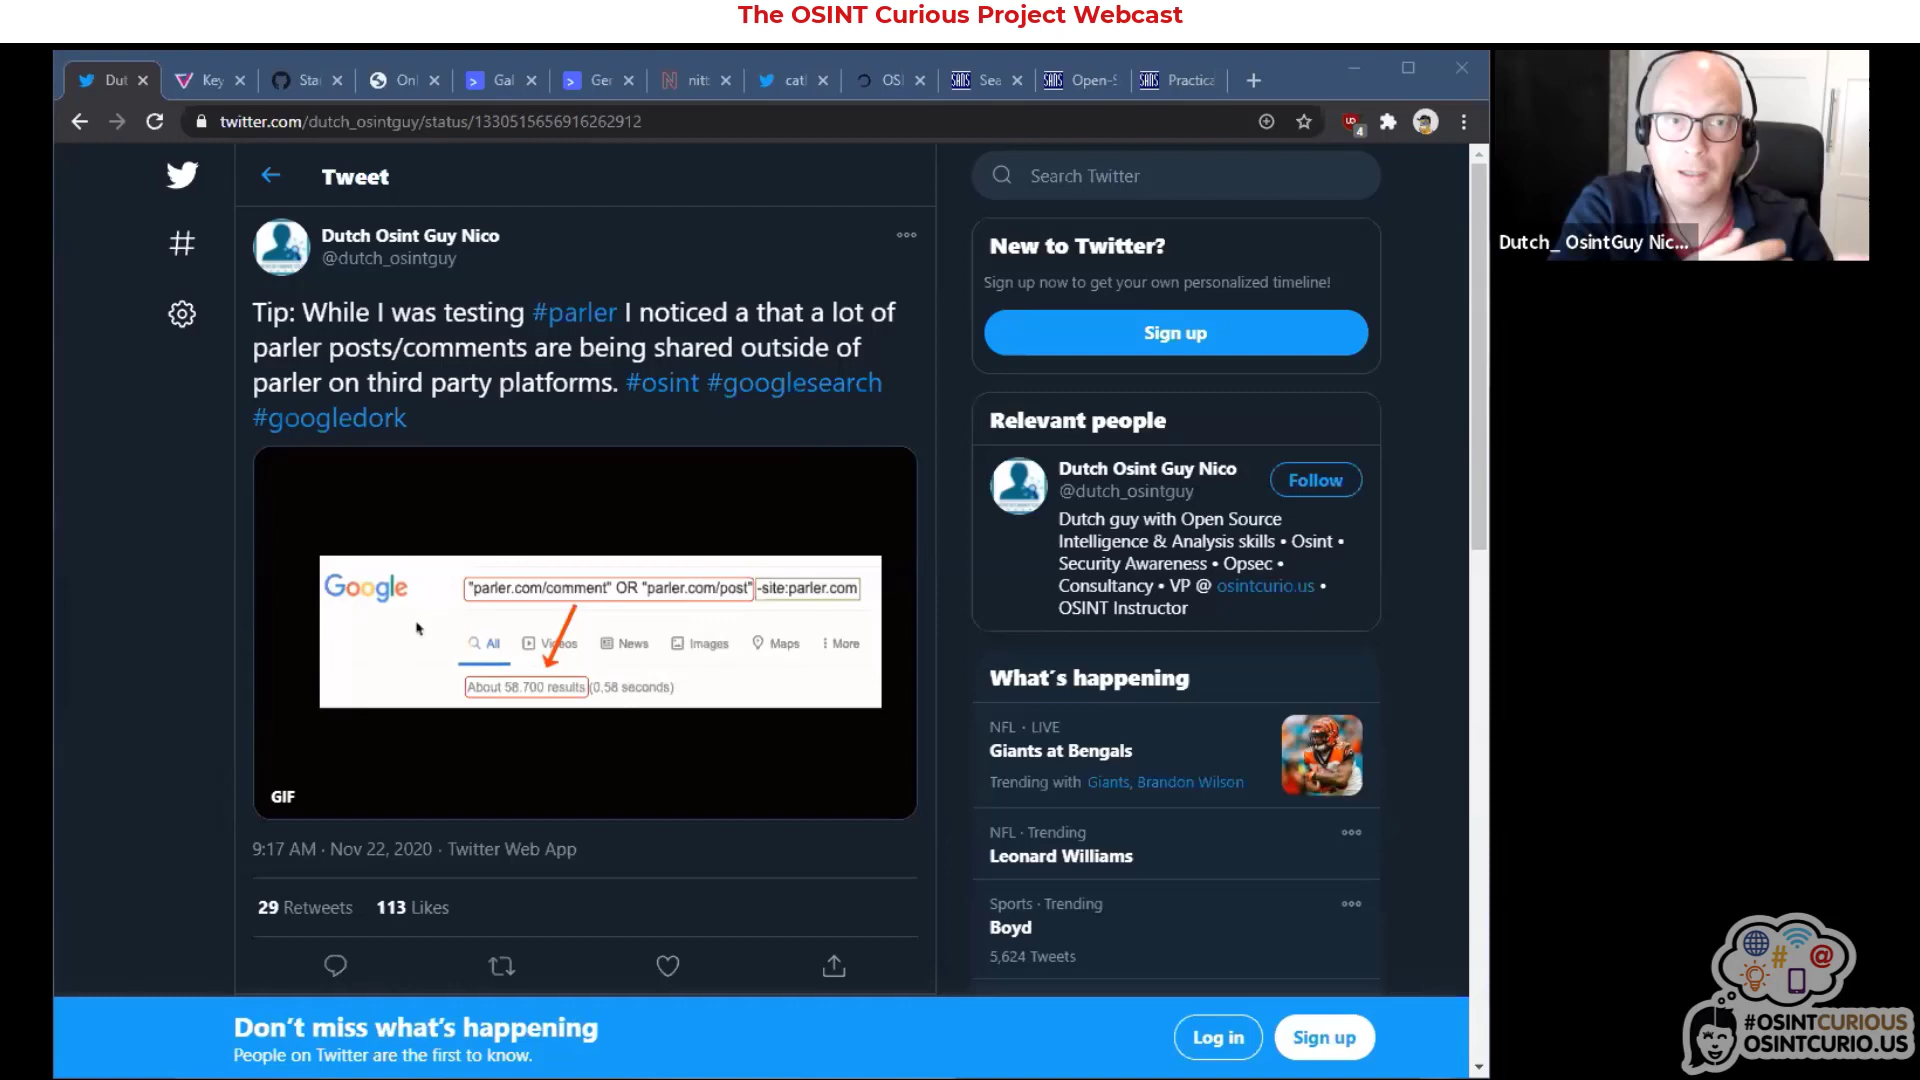 The OSINT Curious Project Webcast
Dut
Key
Sta
Onl
Gal
Ger
nitt
cat
OSI
Sea
Open-S
Practica
twitter.com/dutch_osintguy/status/1330515656916262912
UD
4
Tweet
Search Twitter
Dutch Osint Guy Nico
@dutch_osintguy
Tip: While I was testing #parler I noticed a that a lot of
parler posts/comments are being shared outside of
parler on third party platforms. #osint #googlesearch
#googledork
Google
"parler.com/comment" OR "parler.com/post" -site:parler.com
All Videos News Images Maps More
About 58.700 results (0,58 seconds)
GIF
9:17 AM · Nov 22, 2020 · Twitter Web App
29 Retweets 113 Likes
New to Twitter?
Sign up now to get your own personalized timeline!
Sign up
Relevant people
Dutch Osint Guy Nico
@dutch_osintguy
Follow
Dutch guy with Open Source
Intelligence & Analysis skills • Osint •
Security Awareness • Opsec •
Consultancy • VP @ osintcurio.us •
OSINT Instructor
What's happening
NFL · LIVE
Giants at Bengals
Trending with Giants, Brandon Wilson
NFL · Trending
Leonard Williams
Sports · Trending
Boyd
5,624 Tweets
Don't miss what's happening
People on Twitter are the first to know.
Log in
Sign up
Dutch_ OsintGuy Nic...
#OSINTCURIOUS
OSINTCURIO.US